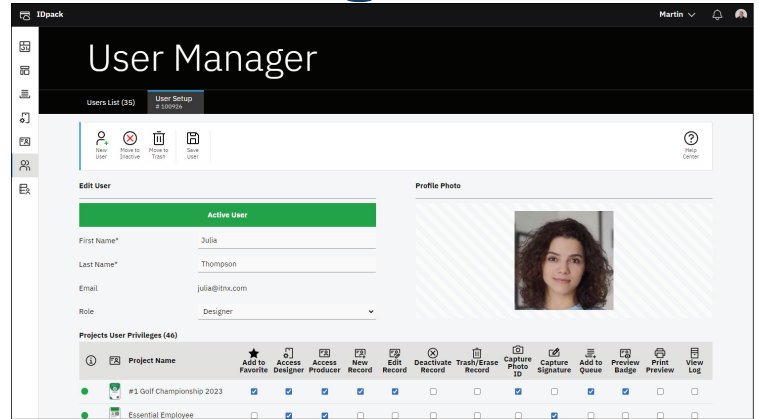 IDpack
Martin
User Manager
Users List (35)
User Setup
# 100926
New
User
Move to
Inactive
Move to
Trash
Save
User
Help
Center
Edit User
Profile Photo
Active User
First Name*
Julia
Last Name*
Thompson
Email
julia@itnx.com
Role
Designer
Projects User Privileges (46)
Project Name
Add to
Favorite
Access
Designer
Access
Producer
New
Record
Edit
Record
Deactivate
Record
Trash/Erase
Record
Capture
Photo
ID
Capture
Signature
Add to
Queue
Preview
Badge
Print
Preview
View
Log
#1 Golf Championship 2023
Essential Employee